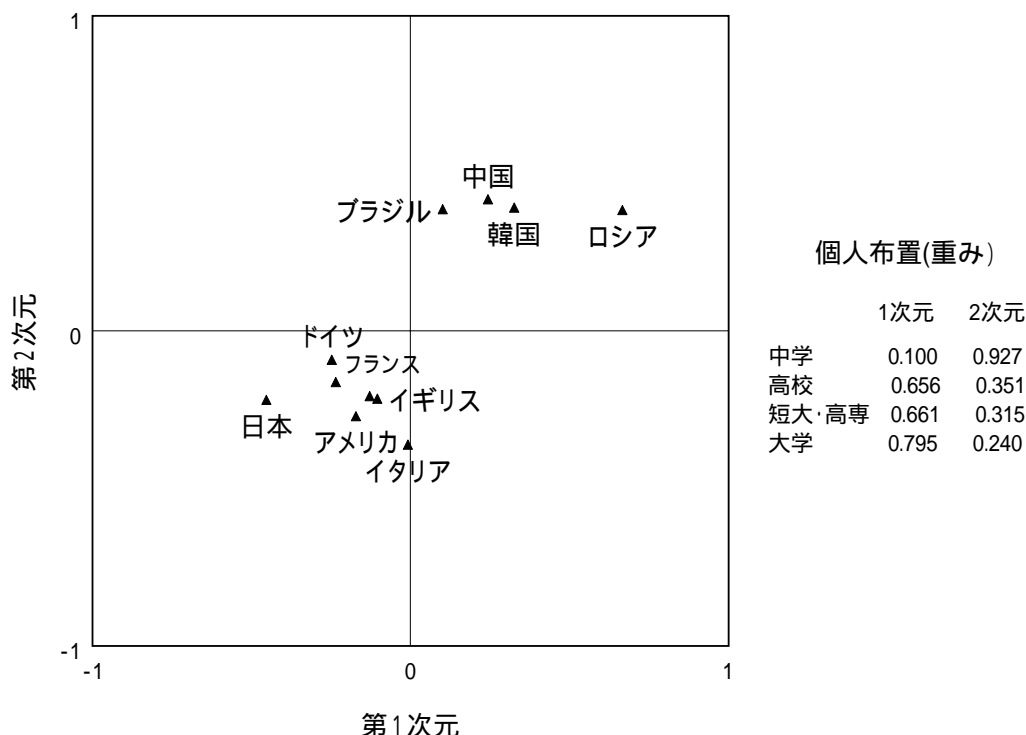 1
中国
ブラジル
韓国
ロシア
個人布置(重み)
1次元 2次元
0
第2次元
ドイツ
フランス
中学 0.100 0.927
高校 0.656 0.351
イギリス
短大・高専 0.661 0.315
日本
アメリカ
大学 0.795 0.240
イタリア
-1
-1 0 1
第1次元